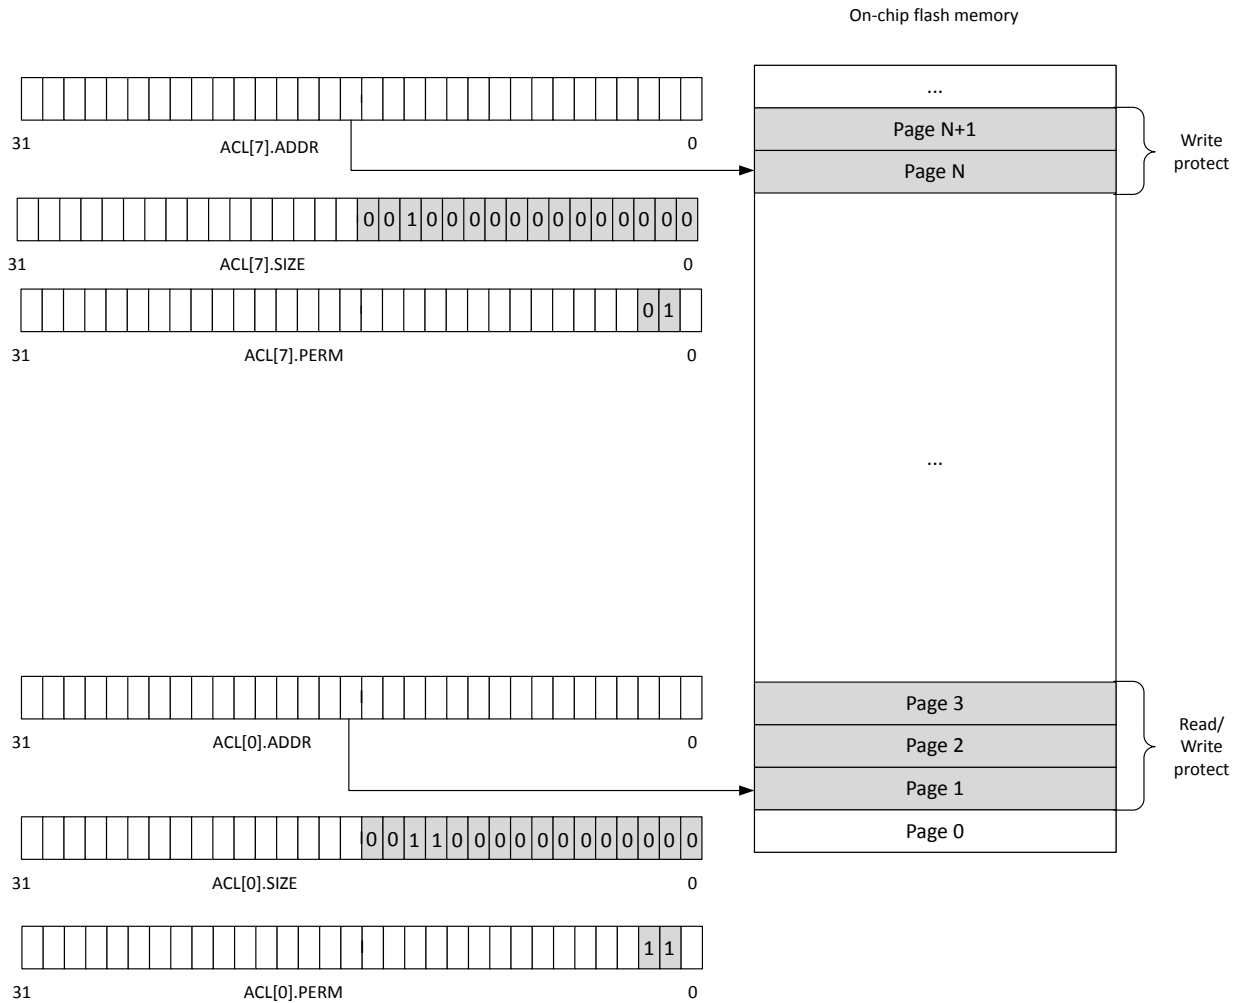 On-chip flash memory
...
Page N+1
Page N
Write
protect
31
ACL[7].ADDR
0
0 0 1 0 0 0 0 0 0 0 0 0 0 0 0 0
31
ACL[7].SIZE
0
0 1
31
ACL[7].PERM
0
...
31
ACL[0].ADDR
0
Page 3
Page 2
Page 1
Page 0
Read/
Write
protect
0 0 1 1 0 0 0 0 0 0 0 0 0 0 0 0
31
ACL[0].SIZE
0
1 1
31
ACL[0].PERM
0